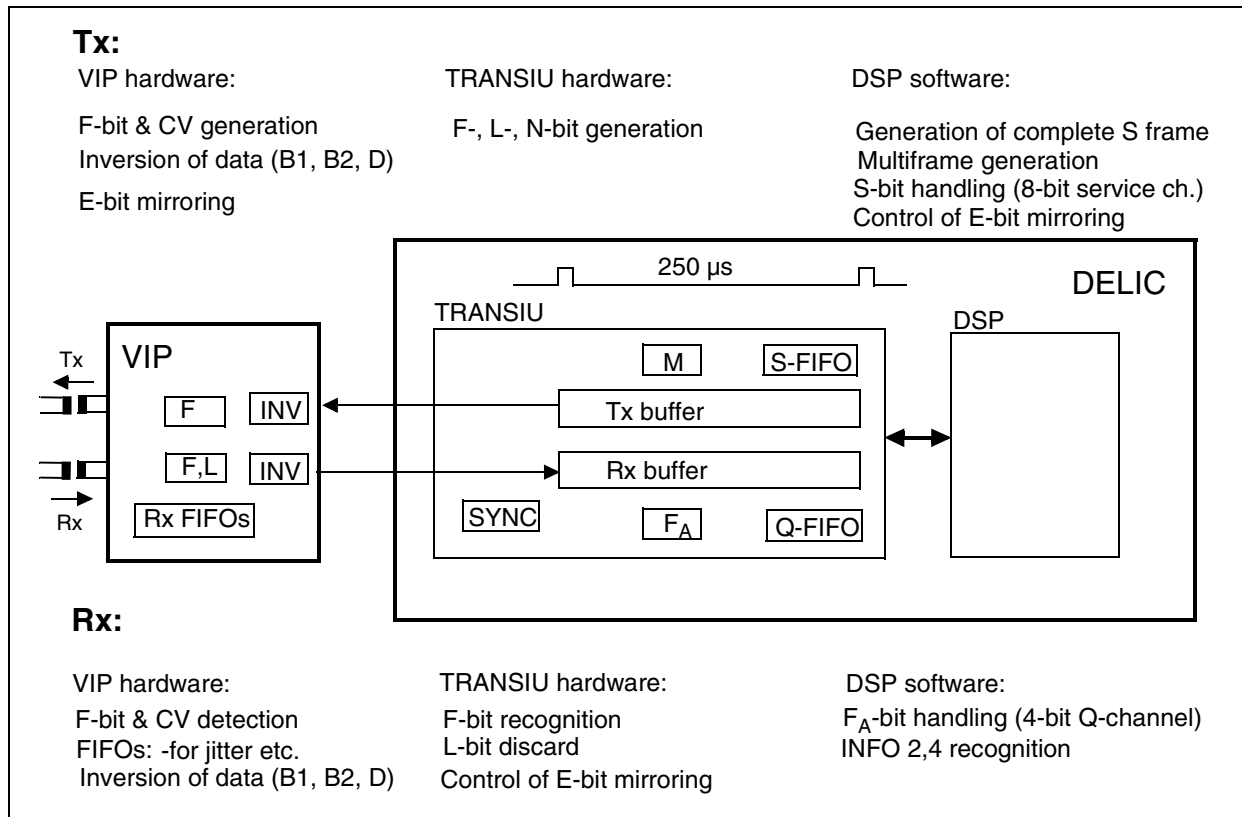 Tx:
VIP hardware:
TRANSIU hardware:
DSP software:
F-bit & CV generation
Inversion of data (B1, B2, D)
E-bit mirroring
F-, L-, N-bit generation
Generation of complete S frame
Multiframe generation
S-bit handling (8-bit service ch.)
Control of E-bit mirroring
250 µs
DELIC
TRANSIU
DSP
VIP
M
S-FIFO
Tx
F
INV
Tx buffer
F,L
INV
Rx buffer
Rx
Rx FIFOs
SYNC
FA
Q-FIFO
Rx:
VIP hardware:
F-bit & CV detection
FIFOs: -for jitter etc.
Inversion of data (B1, B2, D)
TRANSIU hardware:
F-bit recognition
L-bit discard
Control of E-bit mirroring
DSP software:
FA-bit handling (4-bit Q-channel)
INFO 2,4 recognition